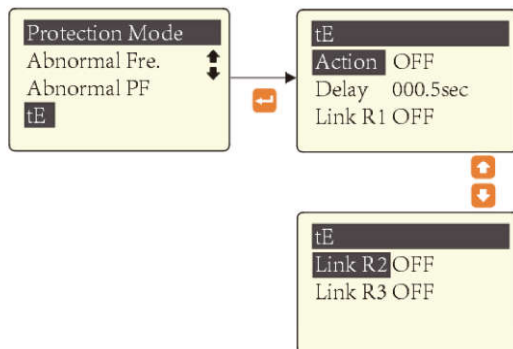 Protection Mode
Abnormal Fre.
Abnormal PF
tE
tE
Action OFF
Delay 000.5sec
Link R1 OFF
tE
Link R2 OFF
Link R3 OFF